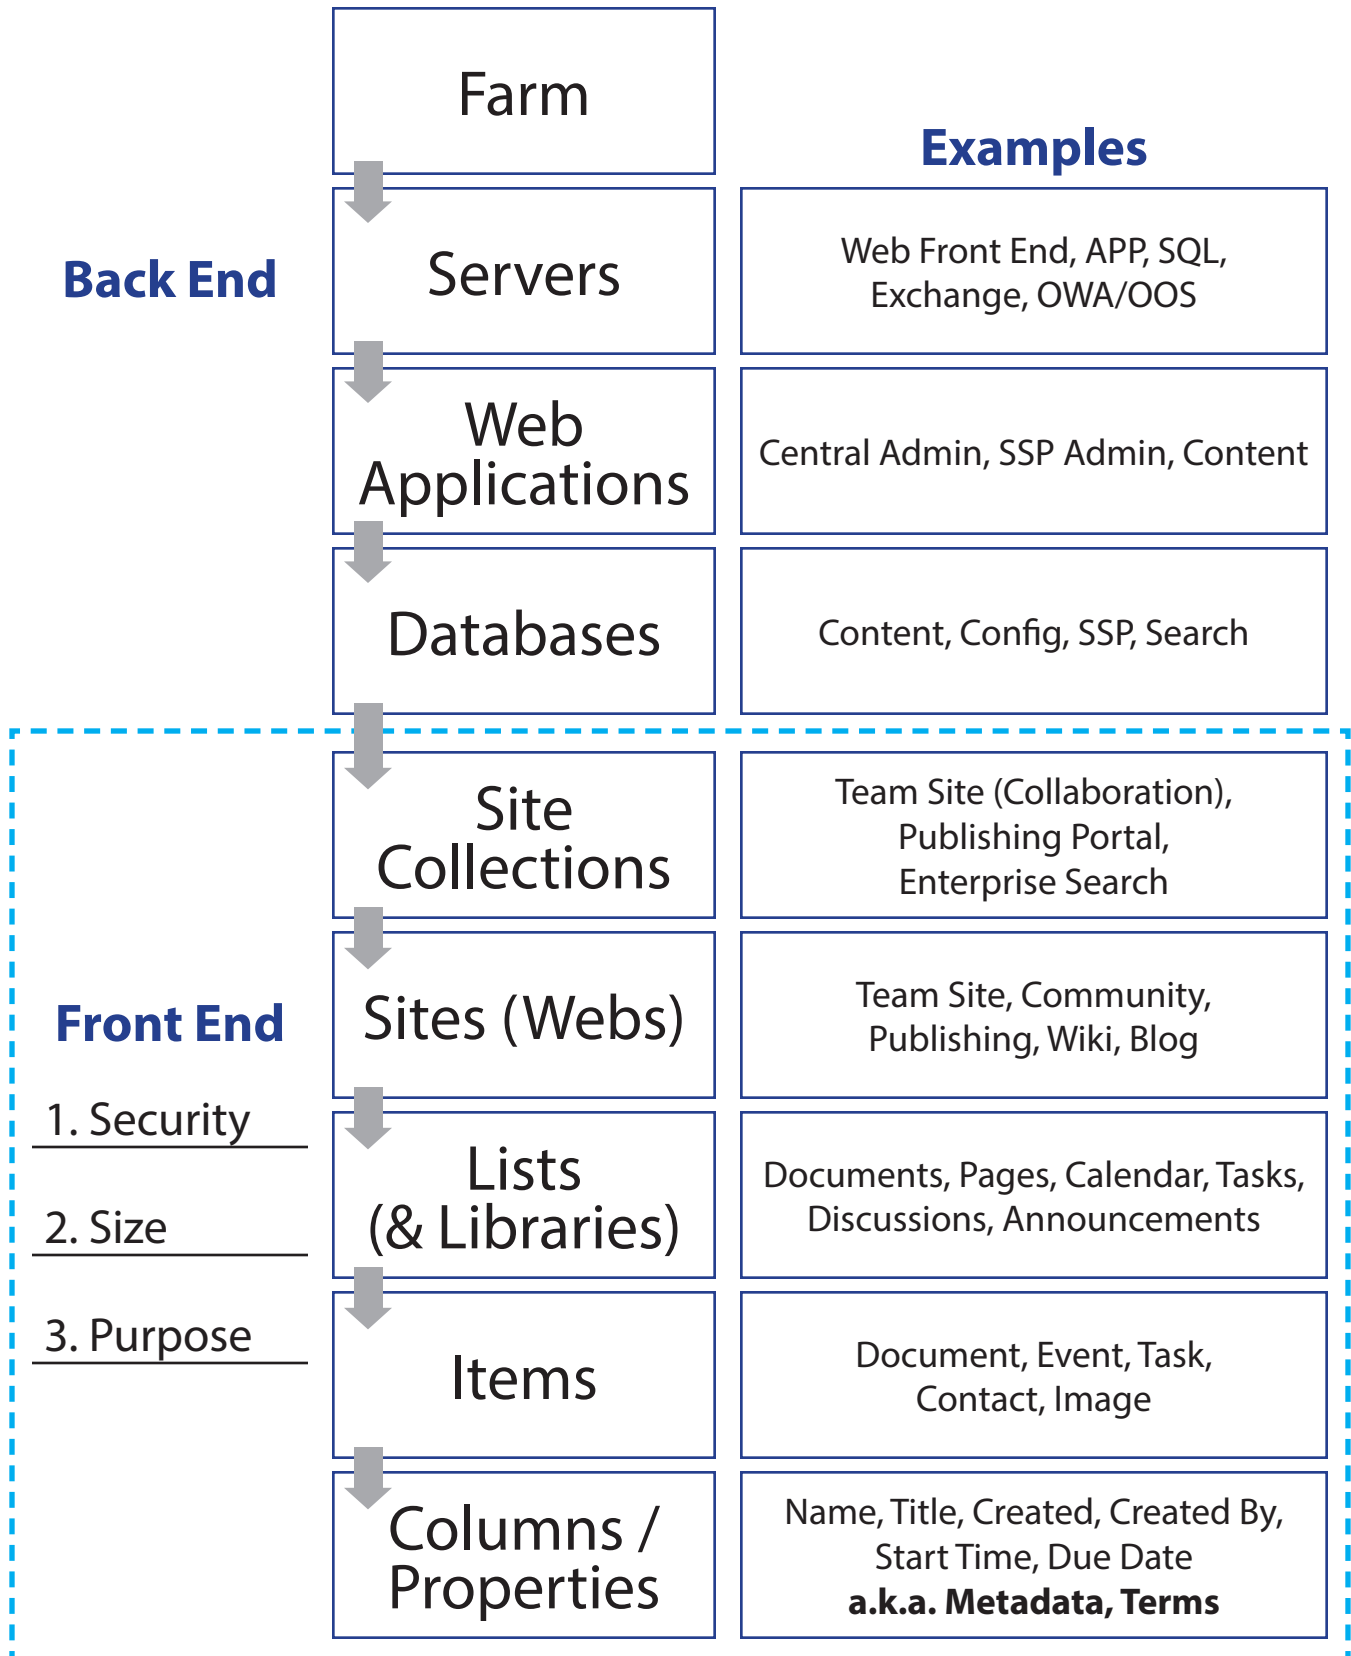 Farm
Examples
Back End
Servers
Web Front End, APP, SQL,
Exchange, OWA/OOS
Web
Applications
Central Admin, SSP Admin, Content
Databases
Content, Config, SSP, Search
Site
Collections
Team Site (Collaboration),
Publishing Portal,
Enterprise Search
Front End
Sites (Webs)
Team Site, Community,
Publishing, Wiki, Blog
1. Security
2. Size
3. Purpose
Lists
(& Libraries)
Documents, Pages, Calendar, Tasks,
Discussions, Announcements
Items
Document, Event, Task,
Contact, Image
Columns /
Properties
Name, Title, Created, Created By,
Start Time, Due Date
a.k.a. Metadata, Terms